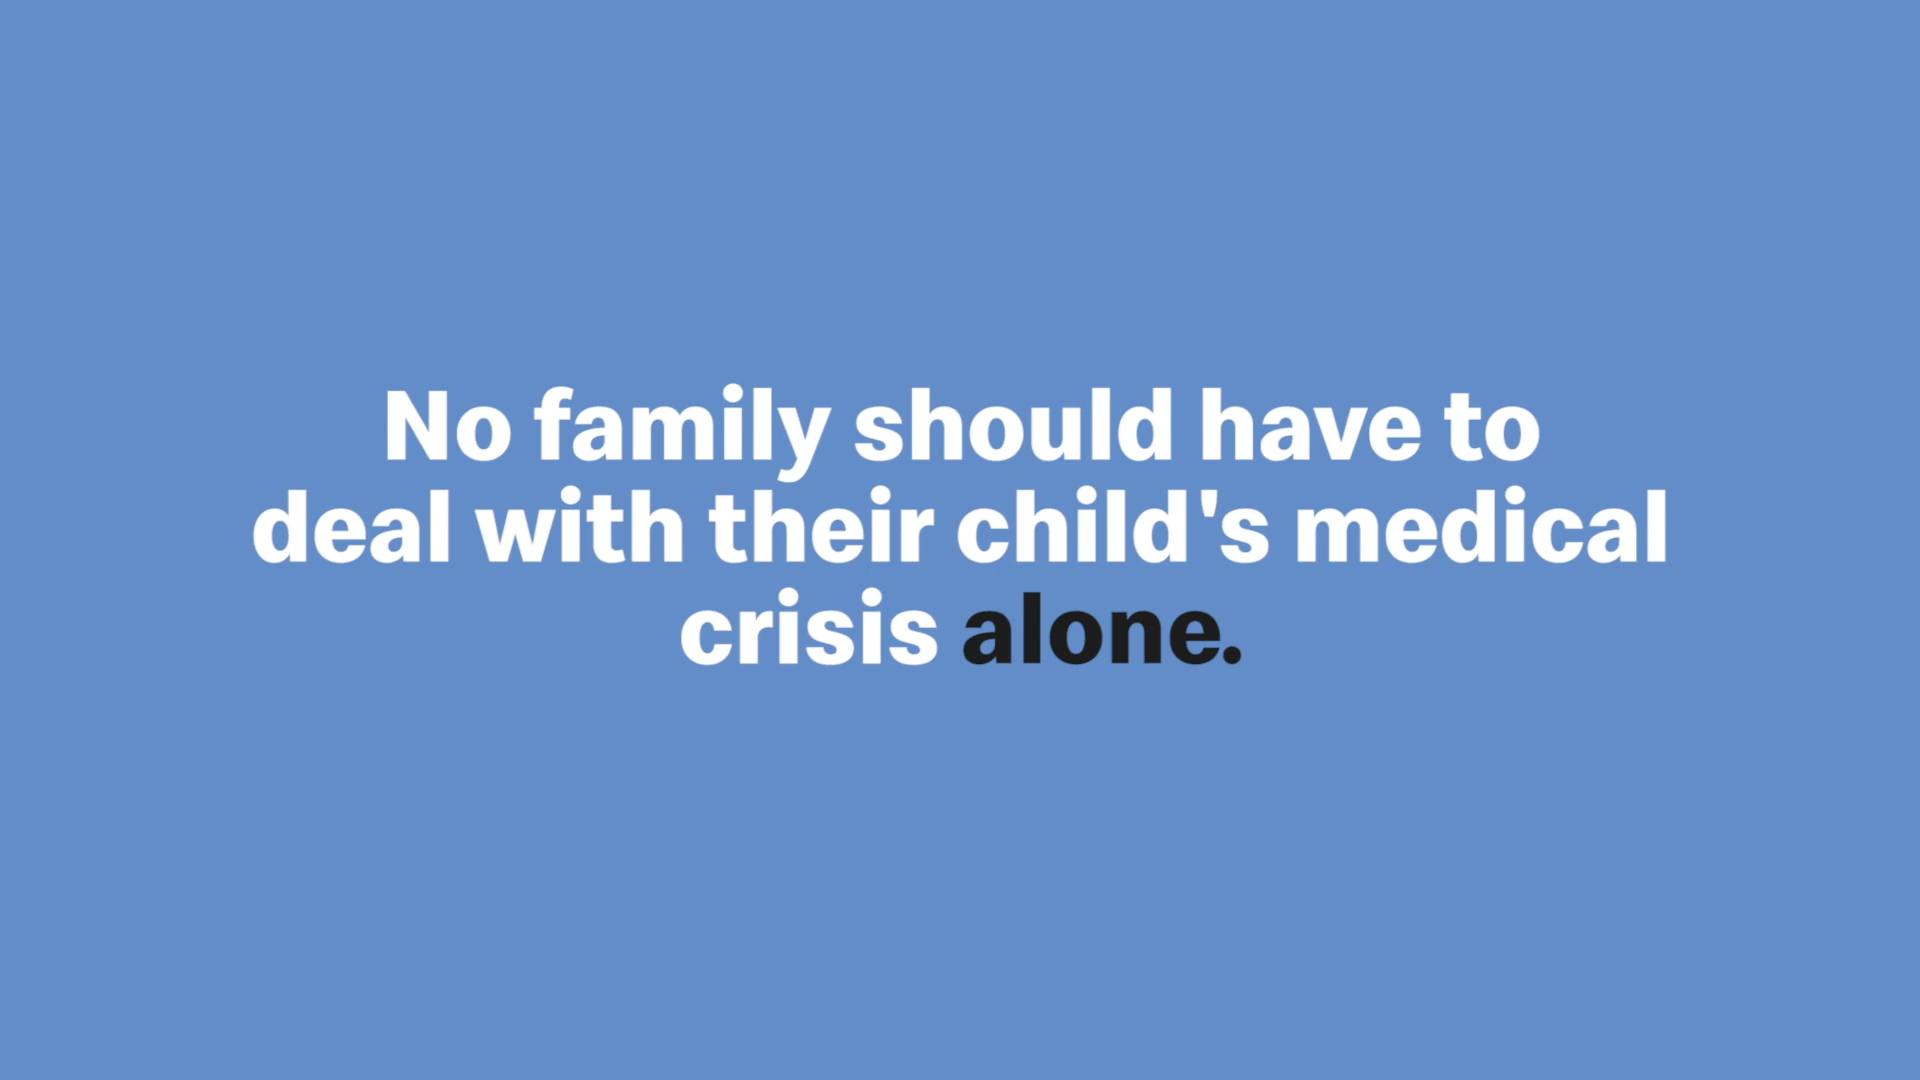 No family should have to
deal with their child's medical
crisis alone.